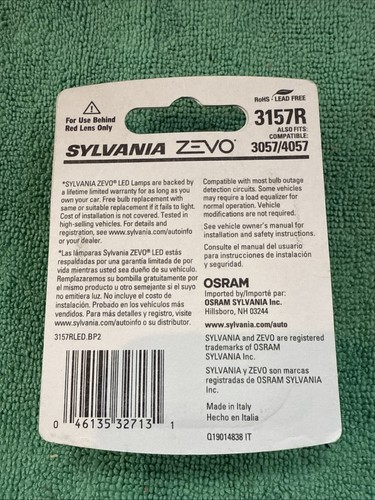 RoHS - LEAD FREE
For Use Behind
Red Lens Only
3157R
ALSO FITS:
COMPATIBLE:
3057/4057
SYLVANIA ZEVO
*SYLVANIA ZEVO® LED Lamps are backed by
a lifetime limited warranty for as long as you
own your car. Free bulb replacement with
same or suitable replacement if it fails to light.
Cost of installation is not covered. Tested in
high-selling vehicles. For details and
registration, see www.sylvania.com/autoinfo
or your dealer.
*Las lámparas Sylvania ZEVO® LED estás
respaldadas por una garantía limitada de por
vida mientras usted sea dueño de su vehículo.
Remplazaremos su bombilla gratuitamente por
el mismo producto u otro semejante si el suyo
no emitiera luz. No incluye el costo de
instalación. Probado en los vehículos más
vendidos. Para más detalles y registro, visite
www.sylvania.com/autoinfo o su distribuidor.
3157RLED.BP2
0 46135 32713 1
Compatible with most bulb outage
detection circuits. Some vehicles
may require a load equalizer for
normal operation. Vehicle
modifications are not required.
See vehicle owner's manual for
installation and safety instructions.
Consulte el manual del usuario
para instrucciones de instalación
y seguridad.
OSRAM
Imported by/Importé par:
OSRAM SYLVANIA Inc.
Hillsboro, NH 03244
www.sylvania.com/auto
SYLVANIA and ZEVO are registered
trademarks of OSRAM
SYLVANIA Inc.
SYLVANIA y ZEVO son marcas
registradas de OSRAM SYLVANIA
Inc.
Made in Italy
Hecho en Italia
Q19014838 IT